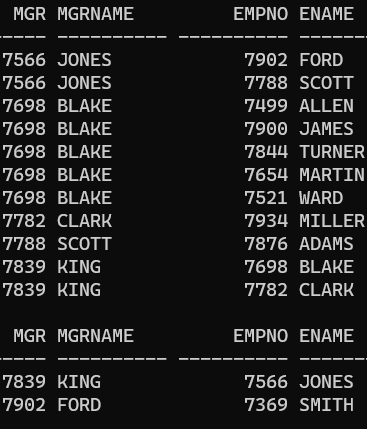 MGR MGRNAME EMPNO ENAME
----- ---------- ---------- -------
7566 JONES 7902 FORD
7566 JONES 7788 SCOTT
7698 BLAKE 7499 ALLEN
7698 BLAKE 7900 JAMES
7698 BLAKE 7844 TURNER
7698 BLAKE 7654 MARTIN
7698 BLAKE 7521 WARD
7782 CLARK 7934 MILLER
7788 SCOTT 7876 ADAMS
7839 KING 7698 BLAKE
7839 KING 7782 CLARK
MGR MGRNAME EMPNO ENAME
----- ---------- ---------- -------
7839 KING 7566 JONES
7902 FORD 7369 SMITH